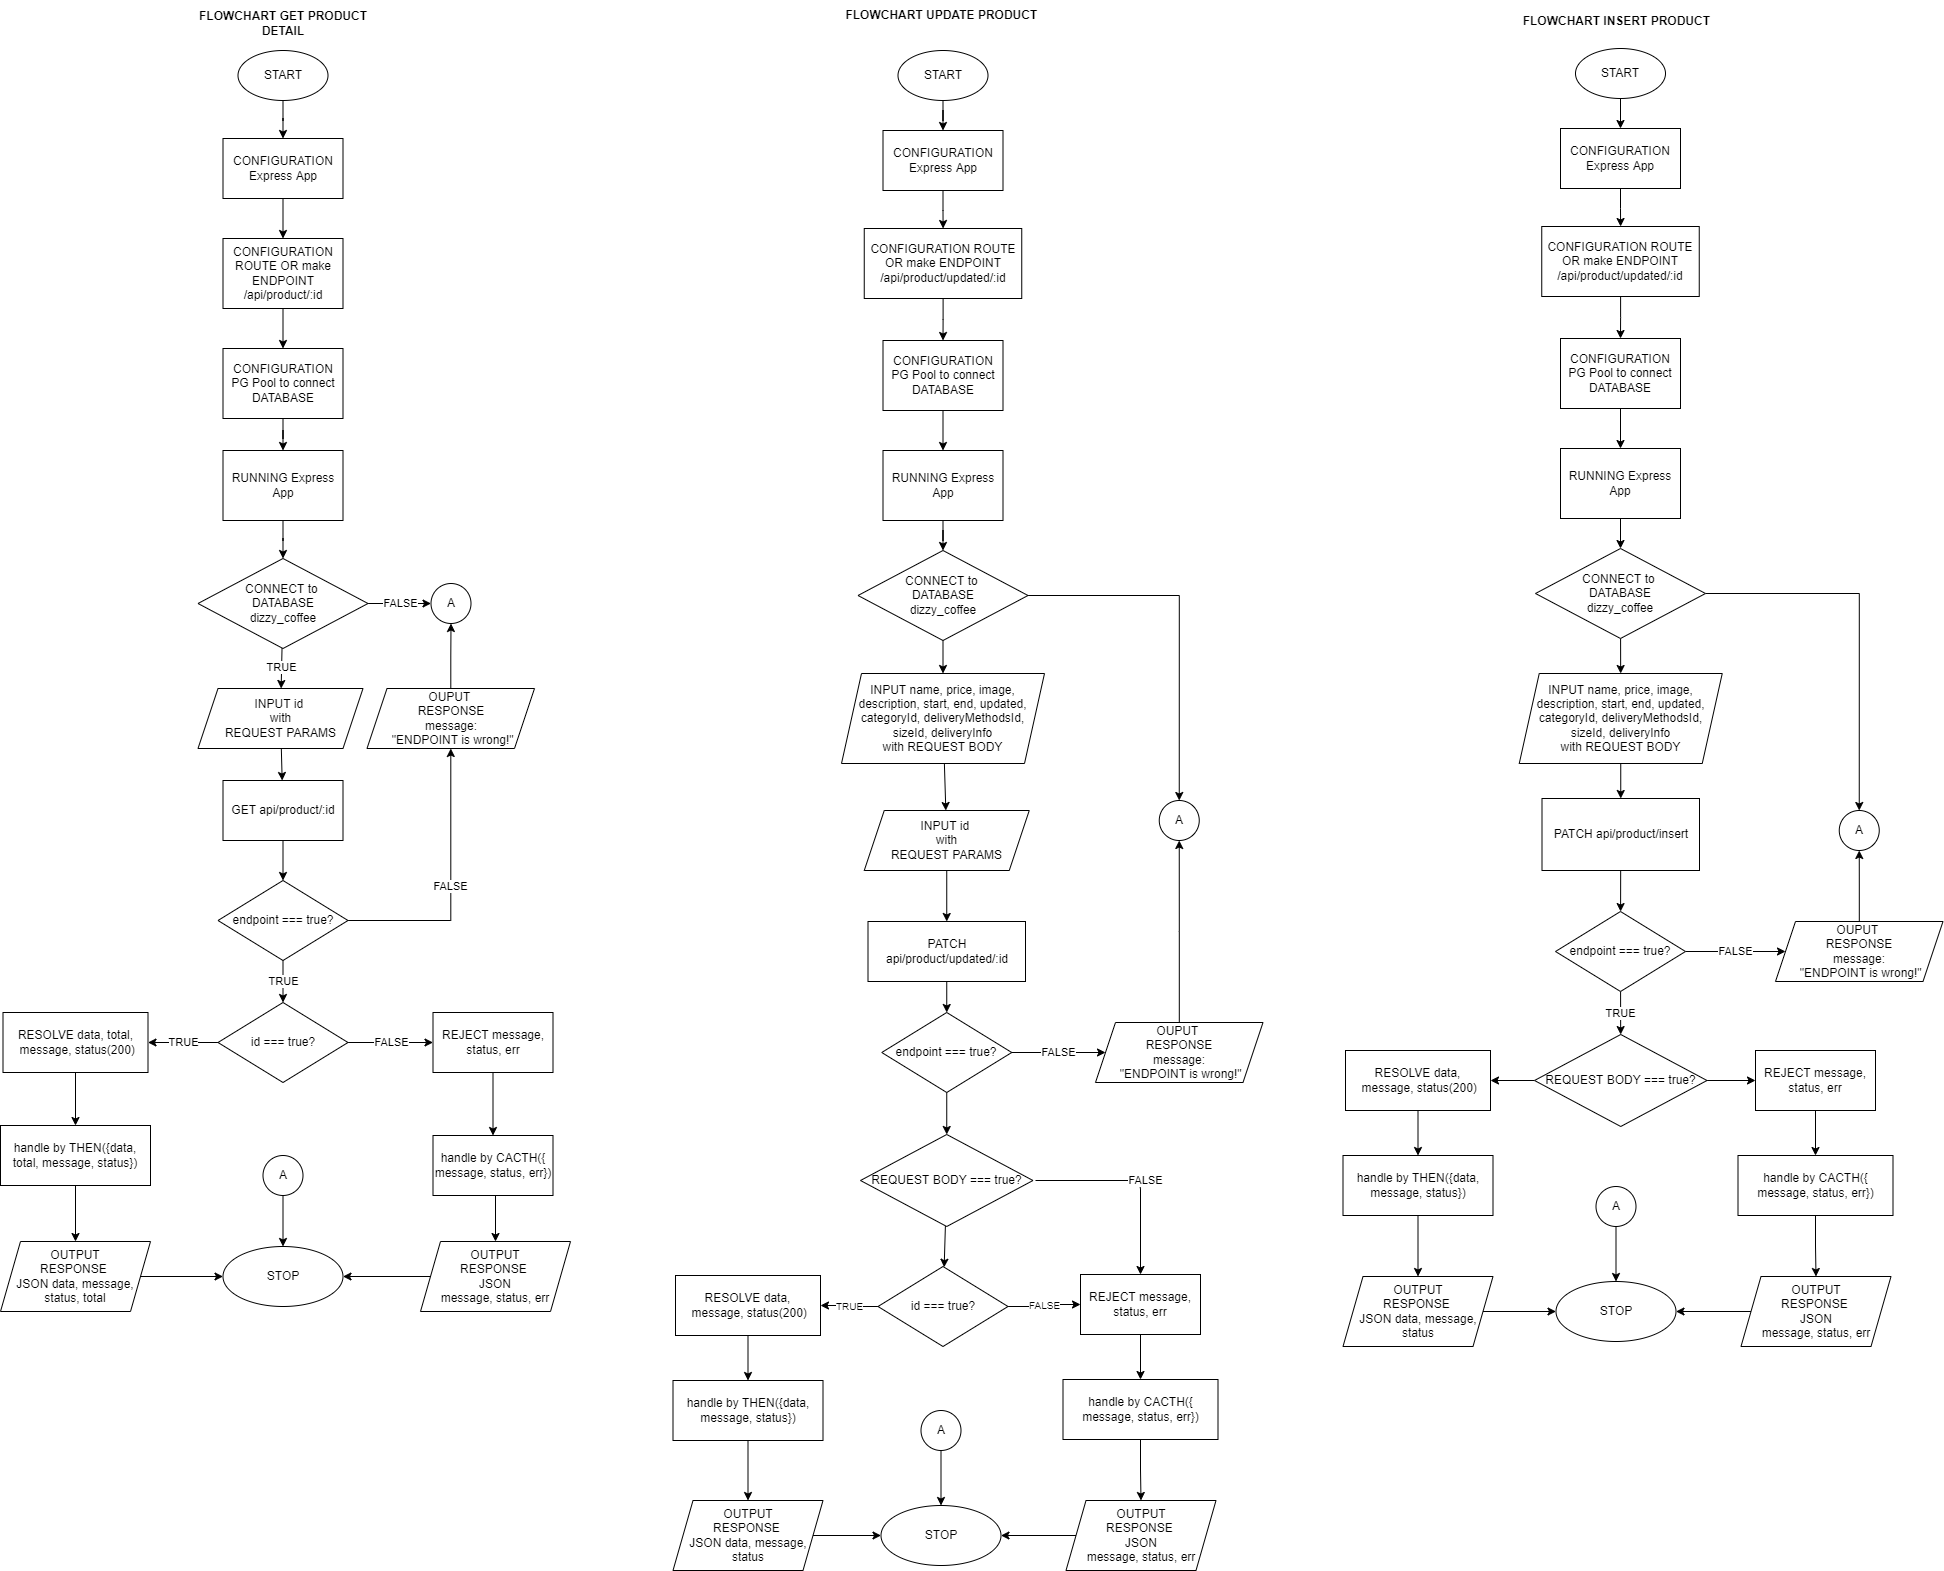 FLOWCHART GET PRODUCT
DETAIL
START
CONFIGURATION
Express App
CONFIGURATION
ROUTE OR make
ENDPOINT
/api/product/:id
CONFIGURATION
PG Pool to connect
DATABASE
RUNNING Express
App
CONNECT to
DATABASE
dizzy_coffee
FALSE
A
TRUE
INPUT id
with
REQUEST PARAMS
OUPUT
RESPONSE
message:
"ENDPOINT is wrong!"
GET api/product/:id
FALSE
endpoint === true?
TRUE
RESOLVE data, total,
message, status(200)
TRUE
id === true?
FALSE
REJECT message,
status, err
handle by THEN({data,
total, message, status})
A
handle by CACTH({
message, status, err})
OUTPUT
RESPONSE
JSON data, message,
status, total
STOP
OUTPUT
RESPONSE
JSON
message, status, err
FLOWCHART UPDATE PRODUCT
START
CONFIGURATION
Express App
CONFIGURATION ROUTE
OR make ENDPOINT
/api/product/updated/:id
CONFIGURATION
PG Pool to connect
DATABASE
RUNNING Express
App
CONNECT to
DATABASE
dizzy_coffee
INPUT name, price, image,
description, start, end, updated,
categoryId, deliveryMethodsId,
sizeId, deliveryInfo
with REQUEST BODY
INPUT id
with
REQUEST PARAMS
A
PATCH
api/product/updated/:id
endpoint === true?
FALSE
OUPUT
RESPONSE
message:
"ENDPOINT is wrong!"
REQUEST BODY === true?
FALSE
RESOLVE data,
message, status(200)
TRUE
id === true?
FALSE
REJECT message,
status, err
handle by THEN({data,
message, status})
A
handle by CACTH({
message, status, err})
OUTPUT
RESPONSE
JSON data, message,
status
STOP
OUTPUT
RESPONSE
JSON
message, status, err
FLOWCHART INSERT PRODUCT
START
CONFIGURATION
Express App
CONFIGURATION ROUTE
OR make ENDPOINT
/api/product/updated/:id
CONFIGURATION
PG Pool to connect
DATABASE
RUNNING Express
App
CONNECT to
DATABASE
dizzy_coffee
INPUT name, price, image,
description, start, end, updated,
categoryId, deliveryMethodsId,
sizeId, deliveryInfo
with REQUEST BODY
PATCH api/product/insert
A
endpoint === true?
FALSE
OUPUT
RESPONSE
message:
"ENDPOINT is wrong!"
TRUE
RESOLVE data,
message, status(200)
REQUEST BODY === true?
REJECT message,
status, err
handle by THEN({data,
message, status})
A
handle by CACTH({
message, status, err})
OUTPUT
RESPONSE
JSON data, message,
status
STOP
OUTPUT
RESPONSE
JSON
message, status, err